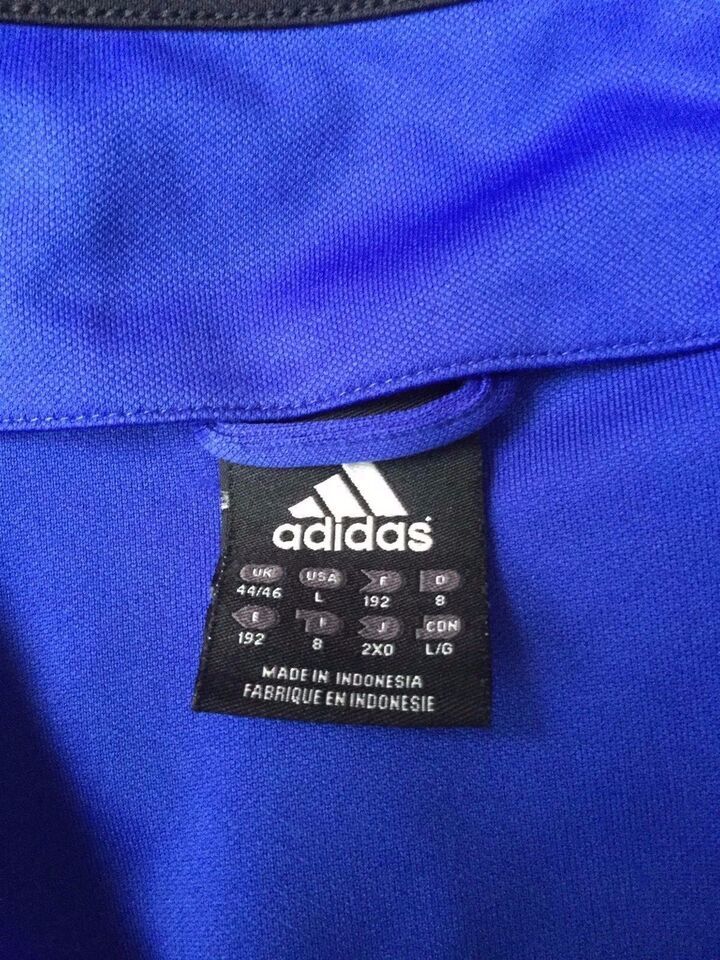 adidas
UK USA F D
44/46 L 192 8
E I J CDN
192 8 2XO L/G
MADE IN INDONESIA
FABRIQUE EN INDONESIE